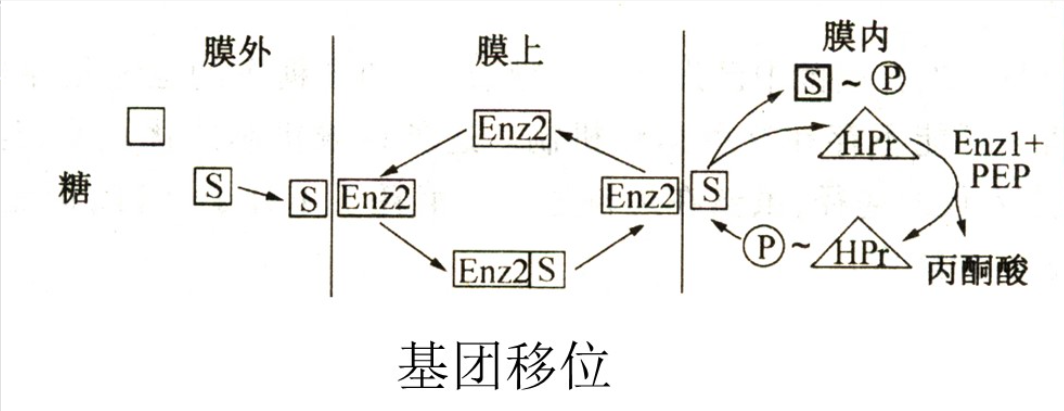 膜外
膜上
膜内
S ~ P
Enz2
HPr
Enz1+
PEP
糖
S
S
Enz2
Enz2
S
Enz2 S
P ~ HPr
丙酮酸
基团移位